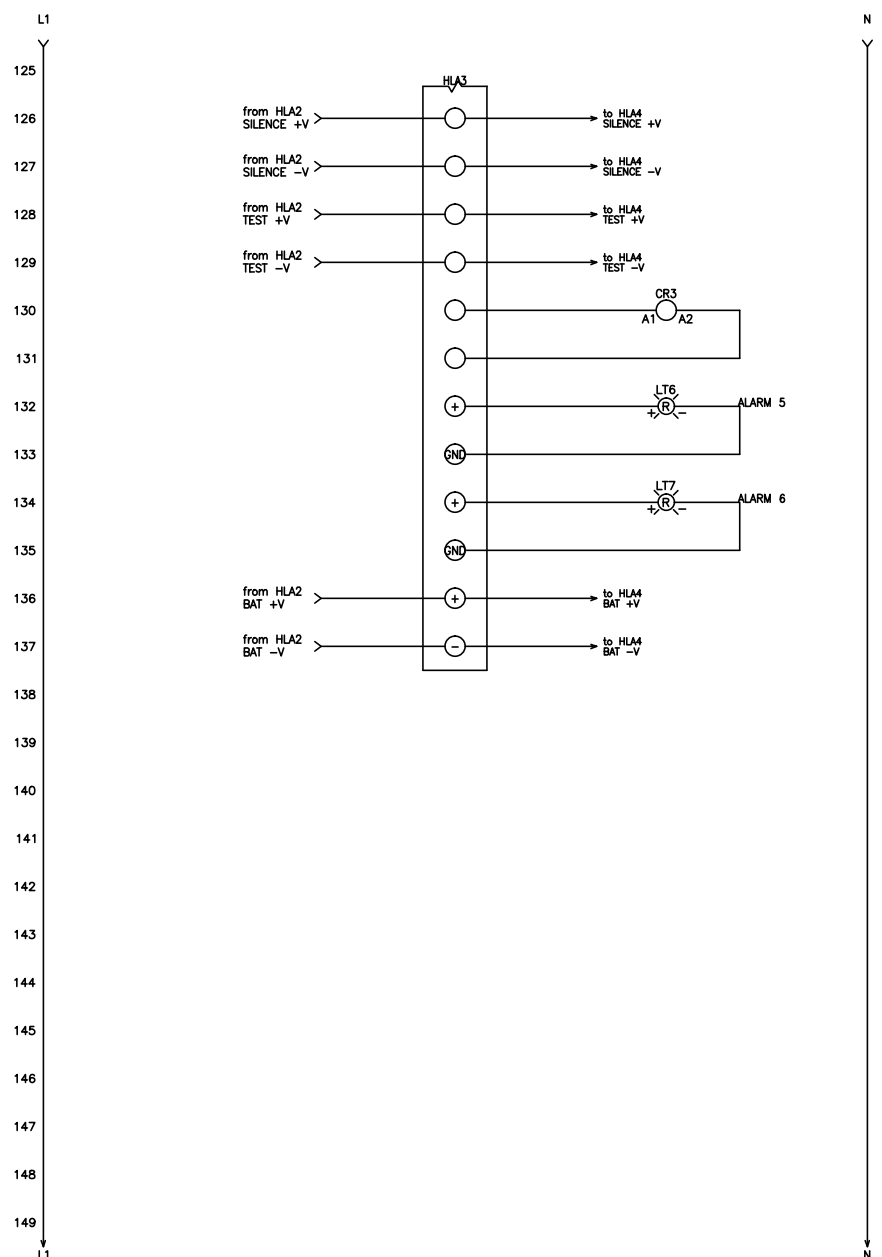 L1 N
125
HLA3
126 from HLA2 to HLA4
SILENCE +V SILENCE +V
127 from HLA2 to HLA4
SILENCE -V SILENCE -V
128 from HLA2 to HLA4
TEST +V TEST +V
129 from HLA2 to HLA4
TEST -V TEST -V
CR3
130
A1 A2
131
LT6
132 + + R - ALARM 5
133 GND
LT7
134 + + R - ALARM 6
135 GND
136 from HLA2 + to HLA4
BAT +V BAT +V
137 from HLA2 - to HLA4
BAT -V BAT -V
138
139
140
141
142
143
144
145
146
147
148
149
L1 N